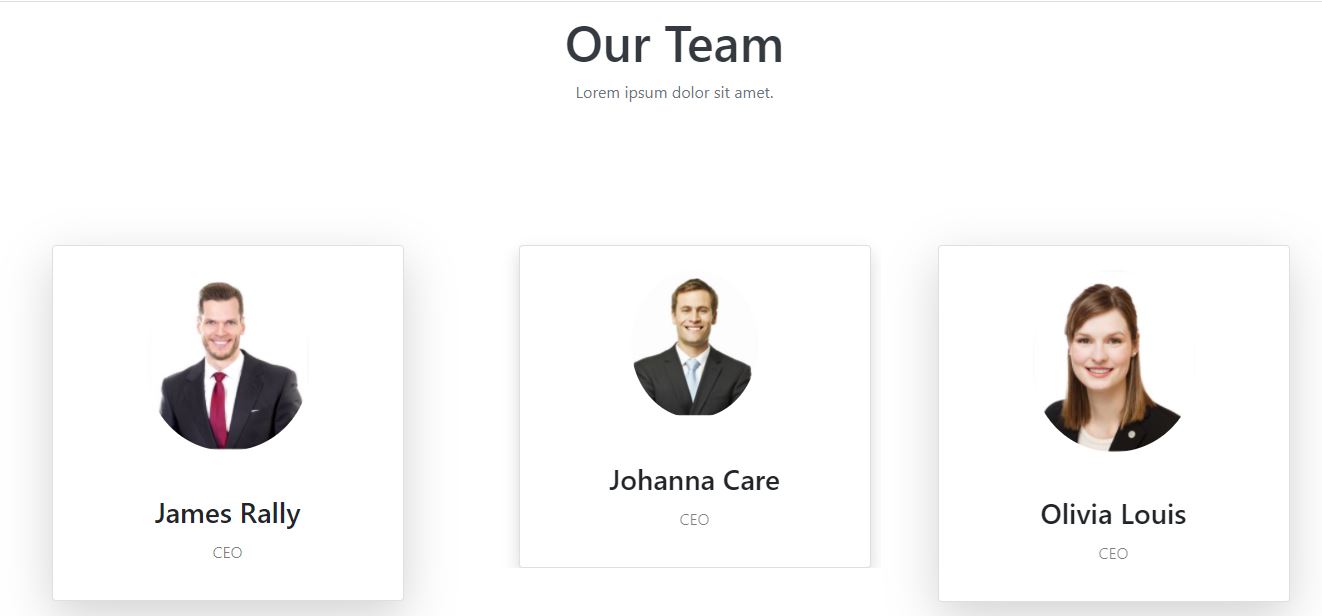 Our Team
Lorem ipsum dolor sit amet.
James Rally
CEO
Johanna Care
CEO
Olivia Louis
CEO